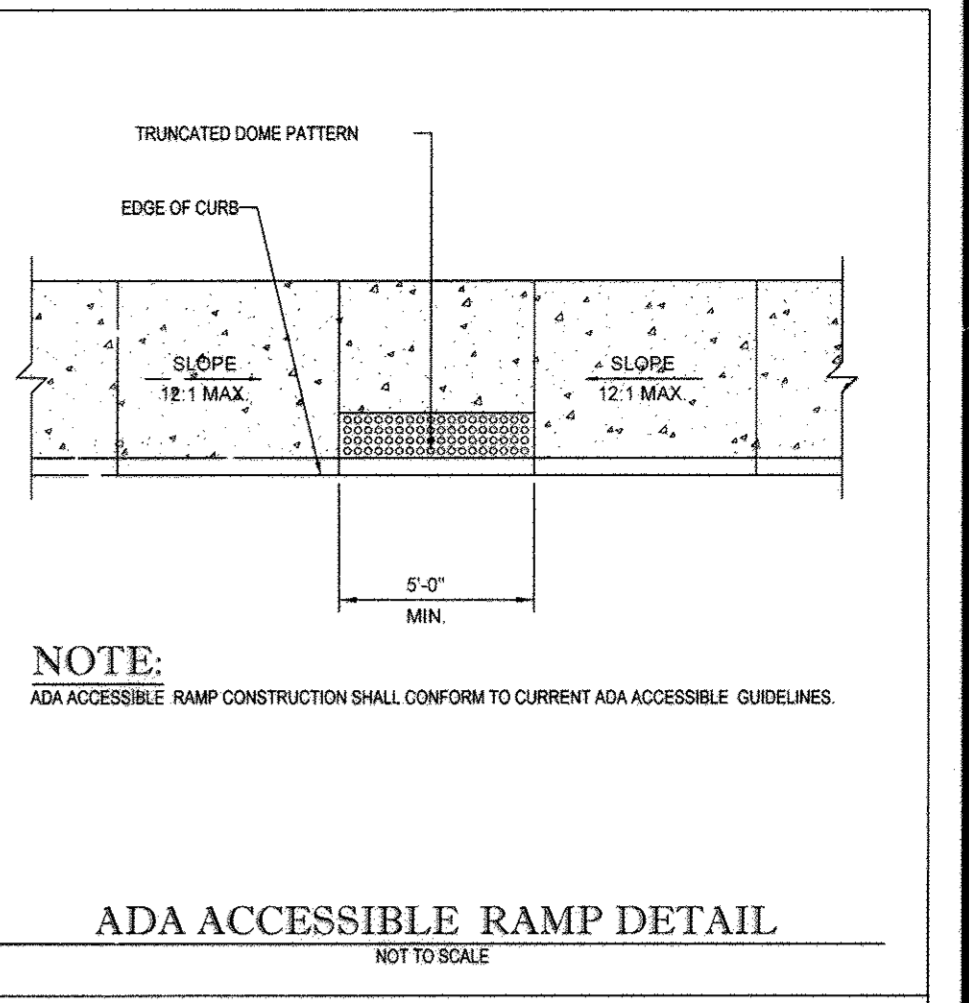 TRUNCATED DOME PATTERN
EDGE OF CURB
SLOPE
12:1 MAX.
SLOPE
12:1 MAX.
5'-0"
MIN.
NOTE:
ADA ACCESSIBLE RAMP CONSTRUCTION SHALL CONFORM TO CURRENT ADA ACCESSIBLE GUIDELINES.
ADA ACCESSIBLE RAMP DETAIL
NOT TO SCALE